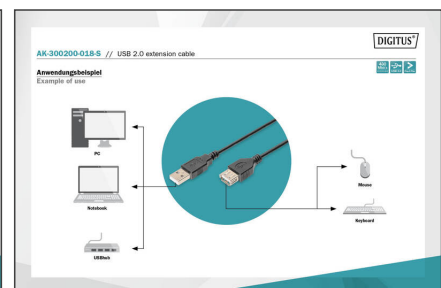 DIGITUS®
AK-300200-018-S // USB 2.0 extension cable
Anwendungsbeispiel
Example of use
PC
Notebook
USBhub
Mouse
Keyboard